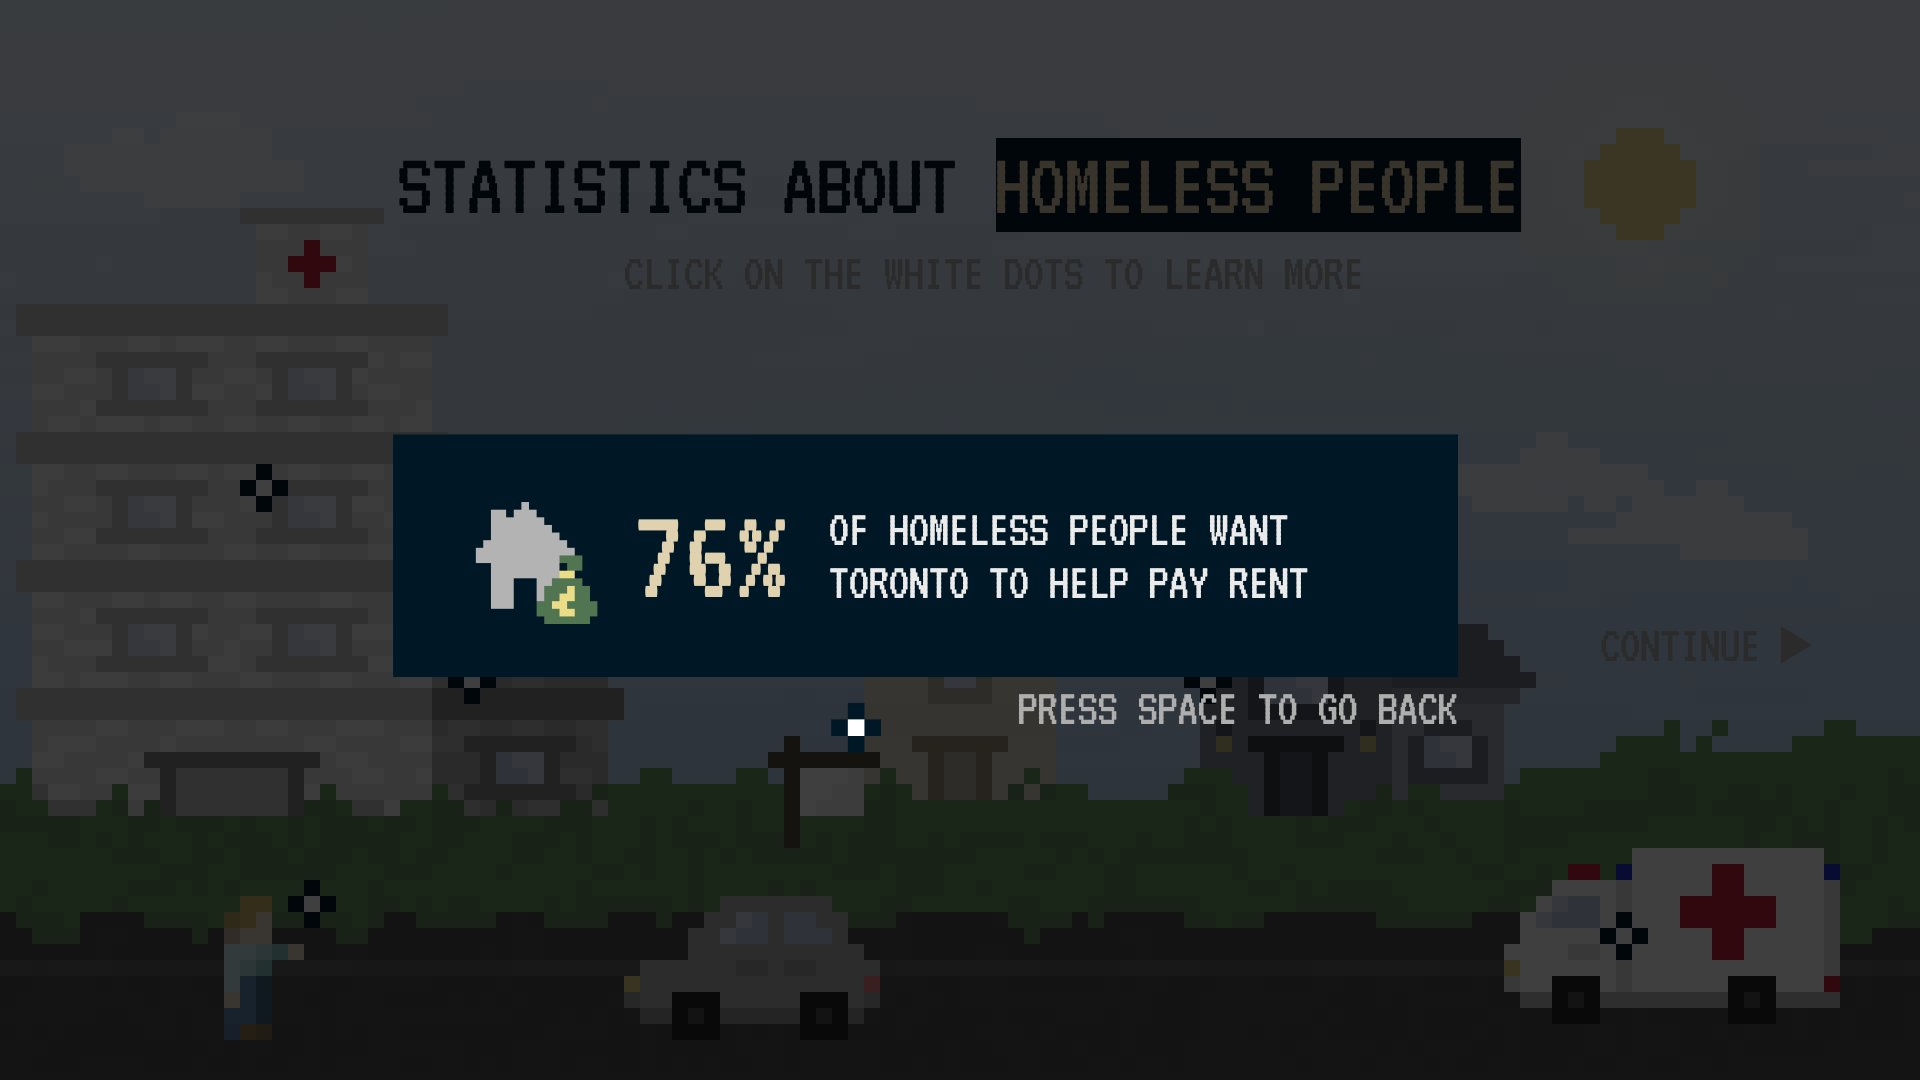 STATISTICS ABOUT HOMELESS PEOPLE
CLICK ON THE WHITE DOTS TO LEARN MORE
76% OF HOMELESS PEOPLE WANT
TORONTO TO HELP PAY RENT
CONTINUE
PRESS SPACE TO GO BACK